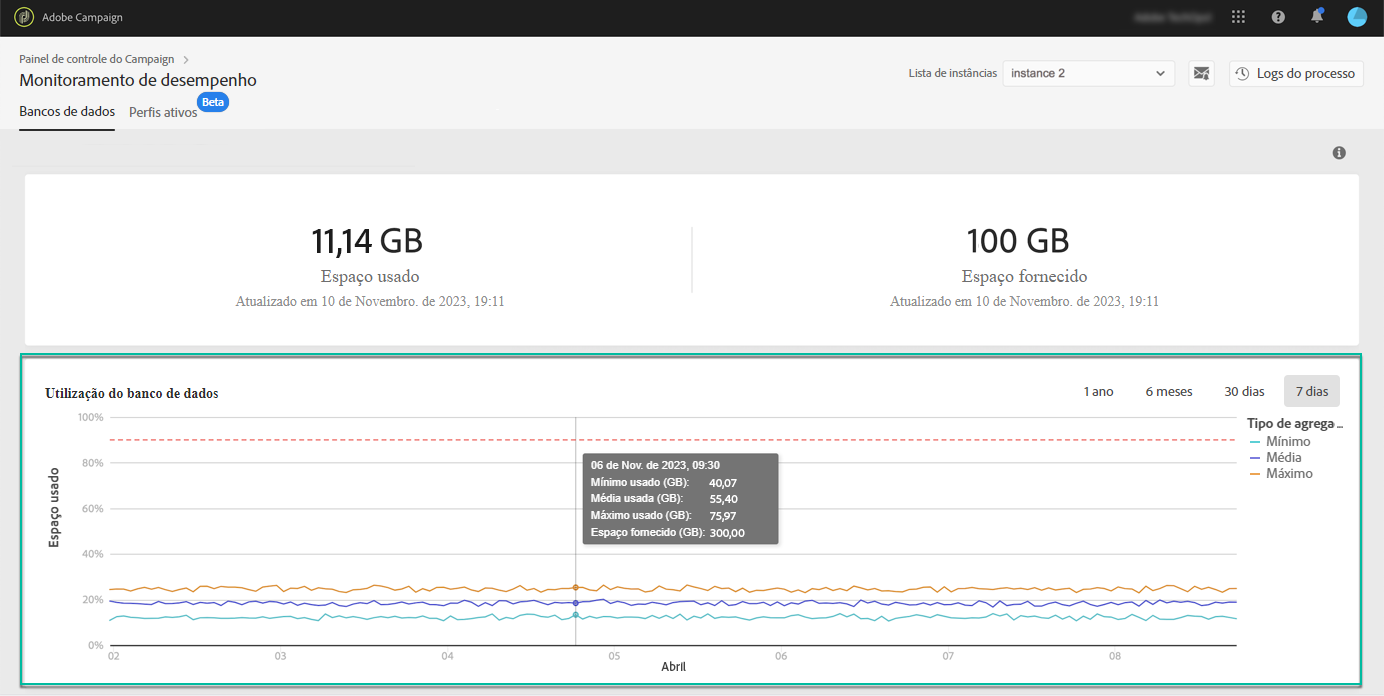 Adobe Campaign
Painel de controle do Campaign
Monitoramento de desempenho
Lista de instâncias
instance 2
Logs do processo
Bancos de dados
Perfis ativos
Beta
11,14 GB
Espaço usado
Atualizado em 10 de Novembro. de 2023, 19:11
100 GB
Espaço fornecido
Atualizado em 10 de Novembro. de 2023, 19:11
Utilização do banco de dados
1 ano
6 meses
30 dias
7 dias
Espaço usado
100%
80%
60%
40%
20%
0%
06 de Nov. de 2023, 09:30
Mínimo usado (GB): 40,07
Média usada (GB): 55,40
Máximo usado (GB): 75,97
Espaço fornecido (GB): 300,00
Tipo de agrega...
Mínimo
Média
Máximo
02 03 04 05 06 07 08
Abril